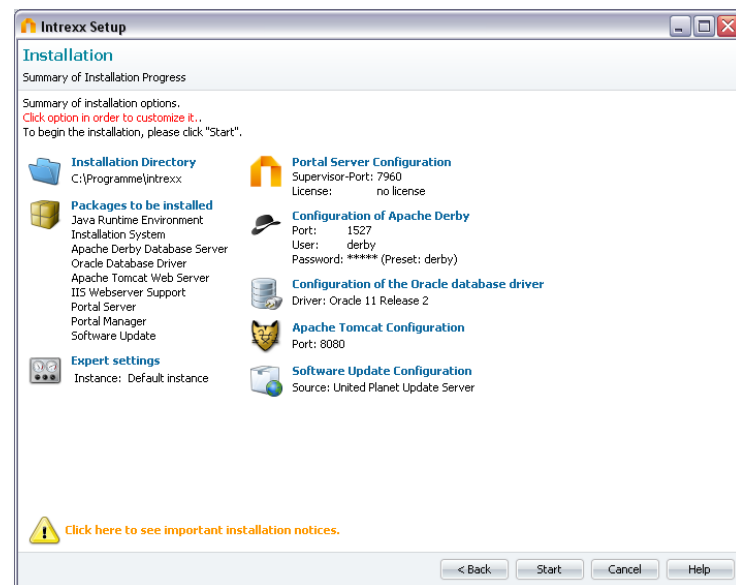 Intrexx Setup
Installation
Summary of Installation Progress
Summary of installation options.
Click option in order to customize it..
To begin the installation, please click "Start".
Installation Directory
C:\Programme\intrexx
Packages to be installed
Java Runtime Environment
Installation System
Apache Derby Database Server
Oracle Database Driver
Apache Tomcat Web Server
IIS Webserver Support
Portal Server
Portal Manager
Software Update
Expert settings
Instance: Default instance
Portal Server Configuration
Supervisor-Port: 7960
License: no license
Configuration of Apache Derby
Port: 1527
User: derby
Password: ***** (Preset: derby)
Configuration of the Oracle database driver
Driver: Oracle 11 Release 2
Apache Tomcat Configuration
Port: 8080
Software Update Configuration
Source: United Planet Update Server
Click here to see important installation notices.
< Back Start Cancel Help